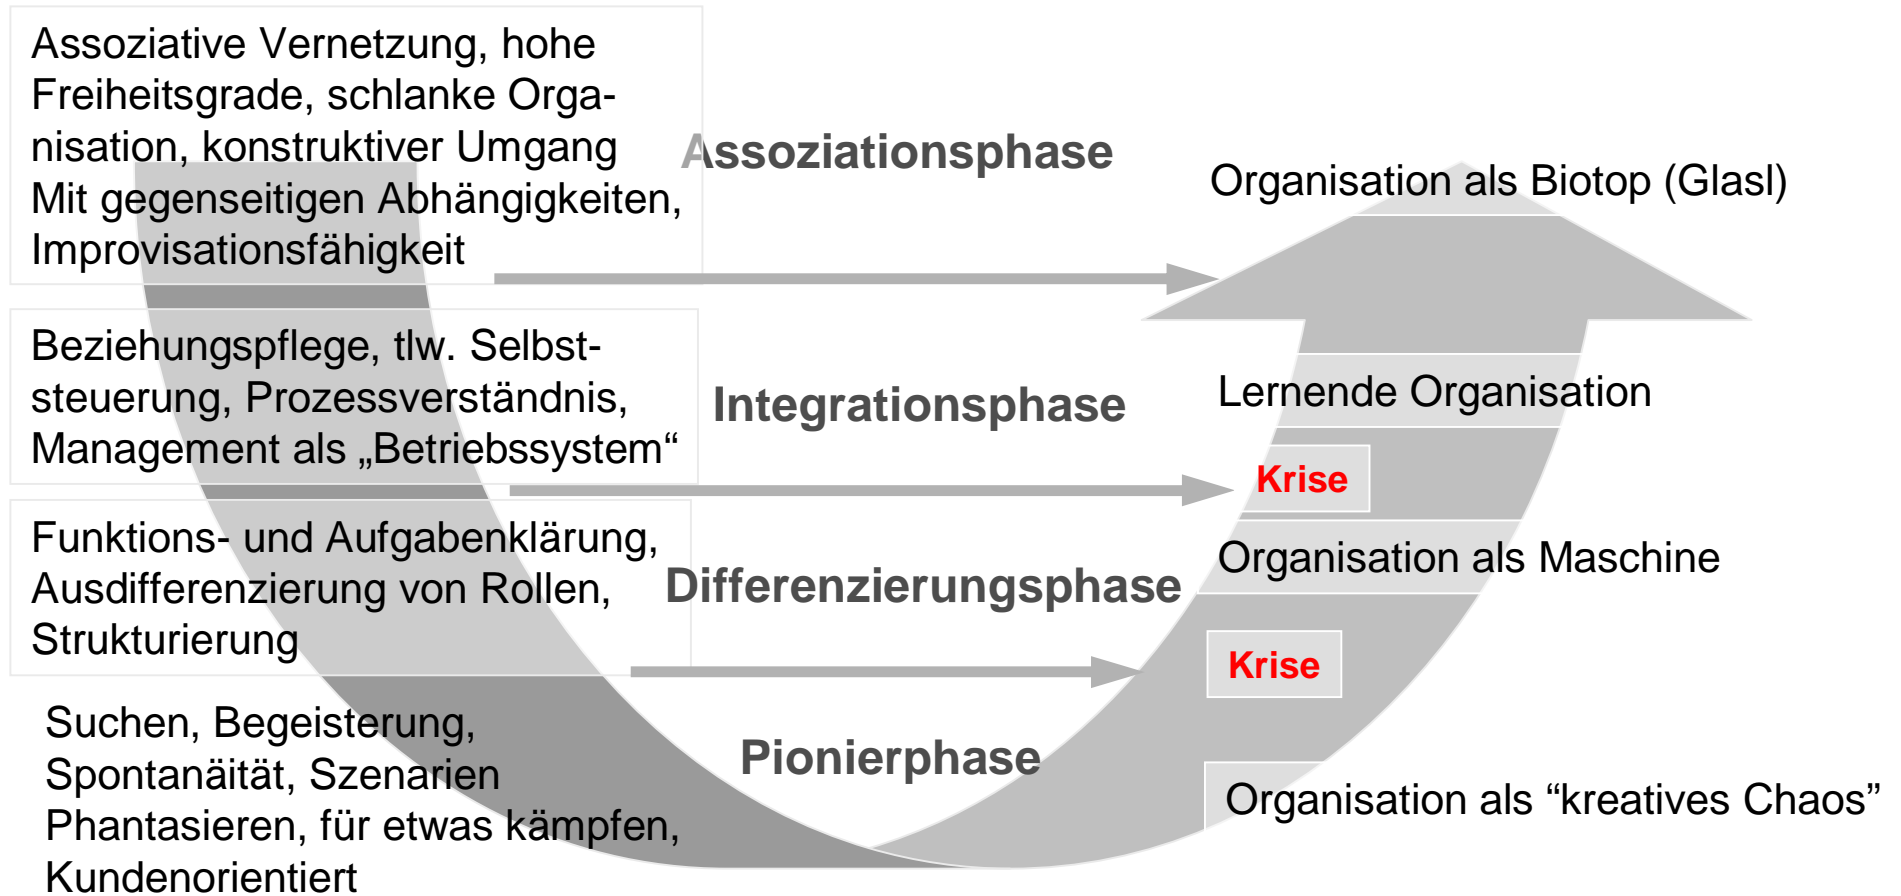 Assoziative Vernetzung, hohe
Freiheitsgrade, schlanke Orga-
nisation, konstruktiver Umgang
Mit gegenseitigen Abhängigkeiten,
Improvisationsfähigkeit
Assoziationsphase
Organisation als Biotop (Glasl)
Beziehungspflege, tlw. Selbst-
steuerung, Prozessverständnis,
Management als „Betriebssystem“
Integrationsphase
Lernende Organisation
Krise
Funktions- und Aufgabenklärung,
Ausdifferenzierung von Rollen,
Strukturierung
Differenzierungsphase
Organisation als Maschine
Krise
Suchen, Begeisterung,
Spontanäität, Szenarien
Phantasieren, für etwas kämpfen,
Kundenorientiert
Pionierphase
Organisation als “kreatives Chaos”